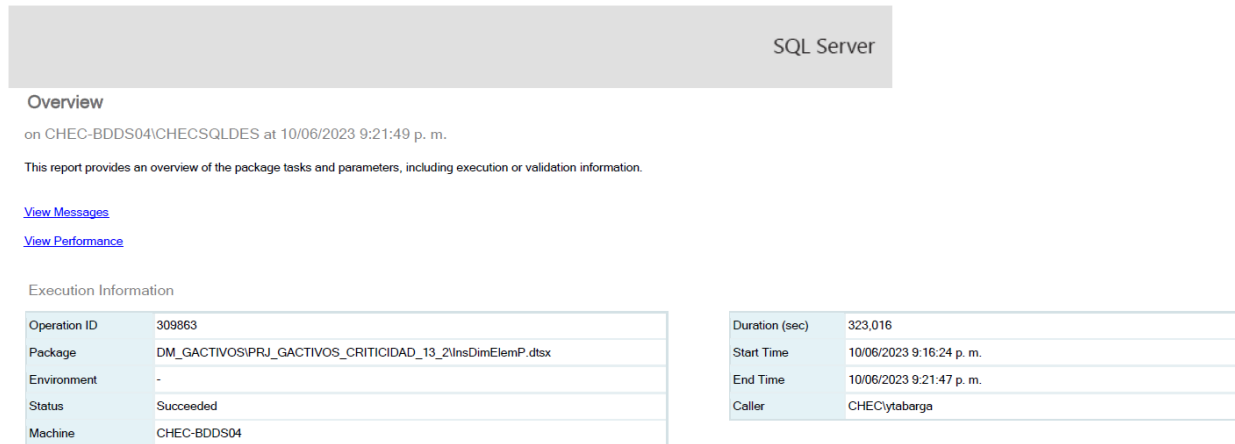 SQL Server
Overview
on CHEC-BDDS04\CHECSQLDES at 10/06/2023 9:21:49 p. m.
This report provides an overview of the package tasks and parameters, including execution or validation information.
View Messages
View Performance
Execution Information
Operation ID 309863
Package DM_GACTIVOS\PRJ_GACTIVOS_CRITICIDAD_13_2\InsDimElemP.dtsx
Environment -
Status Succeeded
Machine CHEC-BDDS04
Duration (sec) 323,016
Start Time 10/06/2023 9:16:24 p. m.
End Time 10/06/2023 9:21:47 p. m.
Caller CHEC\ytabarga